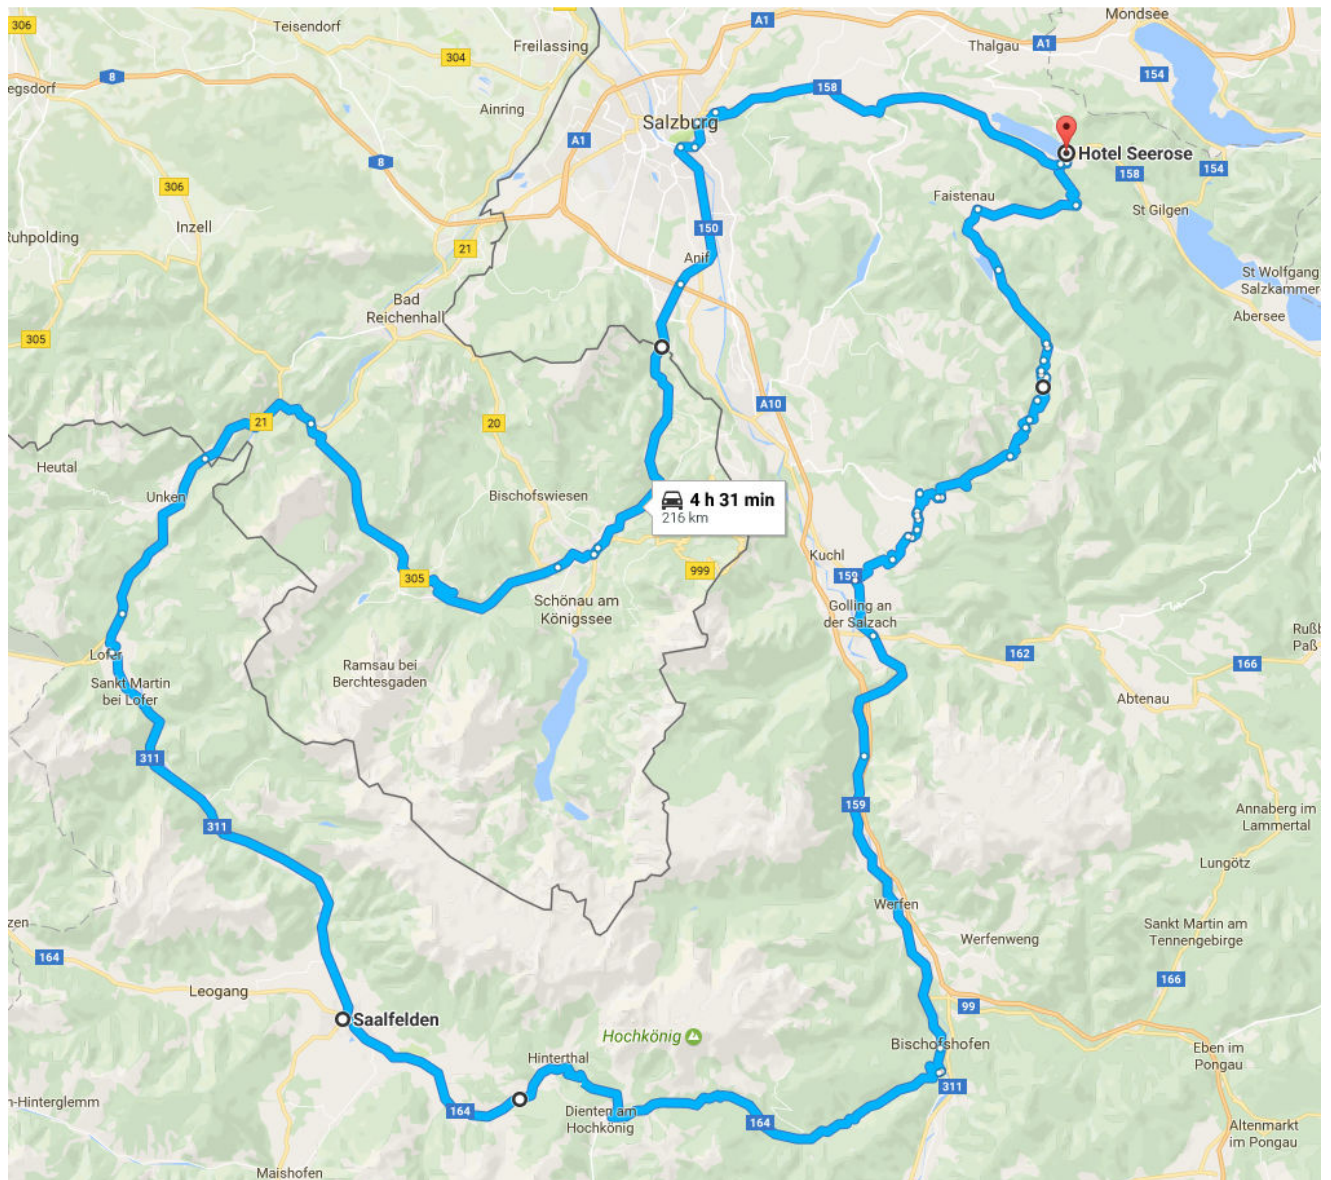 306
Teisendorf
Mondsee
A1
Freilassing
304
Thalgau
A1
154
8
egsdorf
158
Ainring
Salzburg
A1
Hotel Seerose
8
154
158
306
Faistenau
St Gilgen
Inzell
150
Ruhpolding
21
Anif
St Wolfgang
Salzkammer
Abersee
Bad
Reichenhall
305
A10
21
20
Heutal
Unken
Bischofswiesen
4 h 31 min
216 km
Kuchl
999
305
159
Schönau am
Königssee
Golling an
der Salzach
Rußb
Paß
162
166
Lofer
Ramsau bei
Berchtesgaden
Sankt Martin
bei Lofer
Abtenau
311
159
Annaberg im
Lammertal
311
Lungötz
Werfen
zen
Sankt Martin am
Tennengebirge
Werfenweng
164
166
Leogang
99
Saalfelden
Hochkönig
Bischofshofen
Hinterthal
Eben im
Pongau
311
n-Hinterglemm
164
Dienten am
Hochkönig
164
Altenmarkt
im Pongau
Maishofen